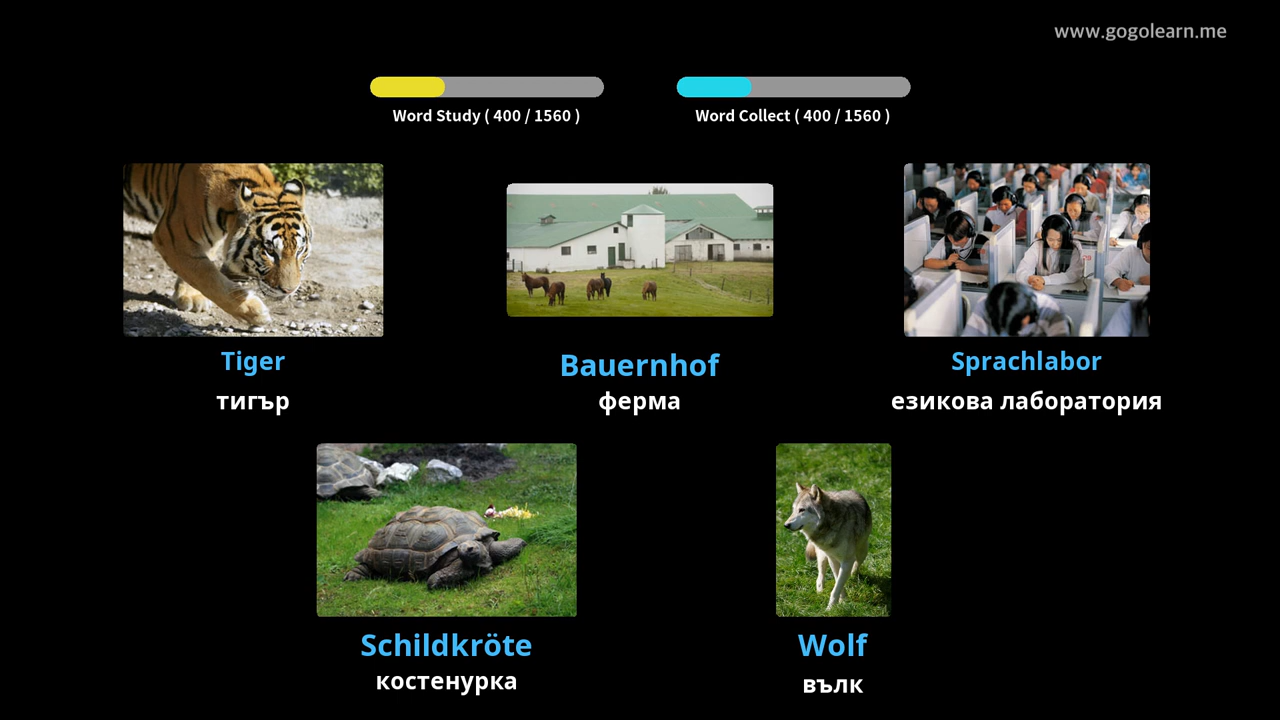 www.gogolearn.me
Word Study ( 400 / 1560 )
Word Collect ( 400 / 1560 )
Tiger
тигър
Bauernhof
ферма
Sprachlabor
езикова лаборатория
Schildkröte
костенурка
Wolf
вълк